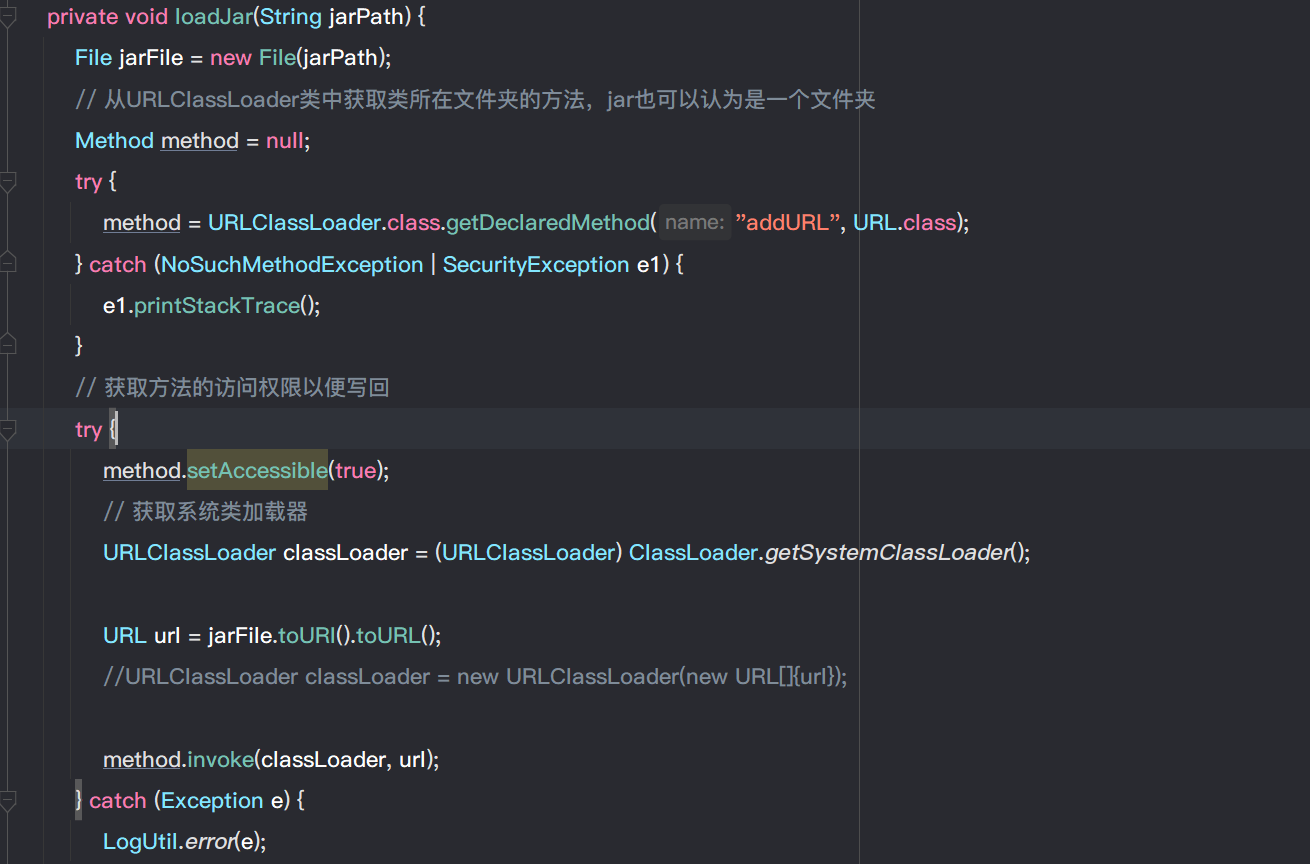 private void loadJar(String jarPath) {
File jarFile = new File(jarPath);
// 从URLClassLoader类中获取类所在文件夹的方法，jar也可以认为是一个文件夹
Method method = null;
try {
method = URLClassLoader.class.getDeclaredMethod( name: "addURL", URL.class);
} catch (NoSuchMethodException | SecurityException e1) {
e1.printStackTrace();
}
// 获取方法的访问权限以便写回
try {
method.setAccessible(true);
// 获取系统类加载器
URLClassLoader classLoader = (URLClassLoader) ClassLoader.getSystemClassLoader();
URL url = jarFile.toURI().toURL();
//URLClassLoader classLoader = new URLClassLoader(new URL[]{url});
method.invoke(classLoader, url);
} catch (Exception e) {
LogUtil.error(e);